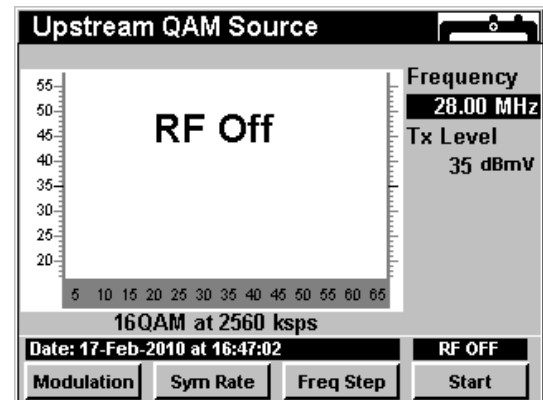 Upstream QAM Source
Frequency
28.00 MHz
Tx Level
35 dBmV
55
50
45
40
35
30
25
20
RF Off
5 10 15 20 25 30 35 40 45 50 55 60 65
16QAM at 2560 ksps
Date: 17-Feb-2010 at 16:47:02
RF OFF
Modulation Sym Rate Freq Step Start